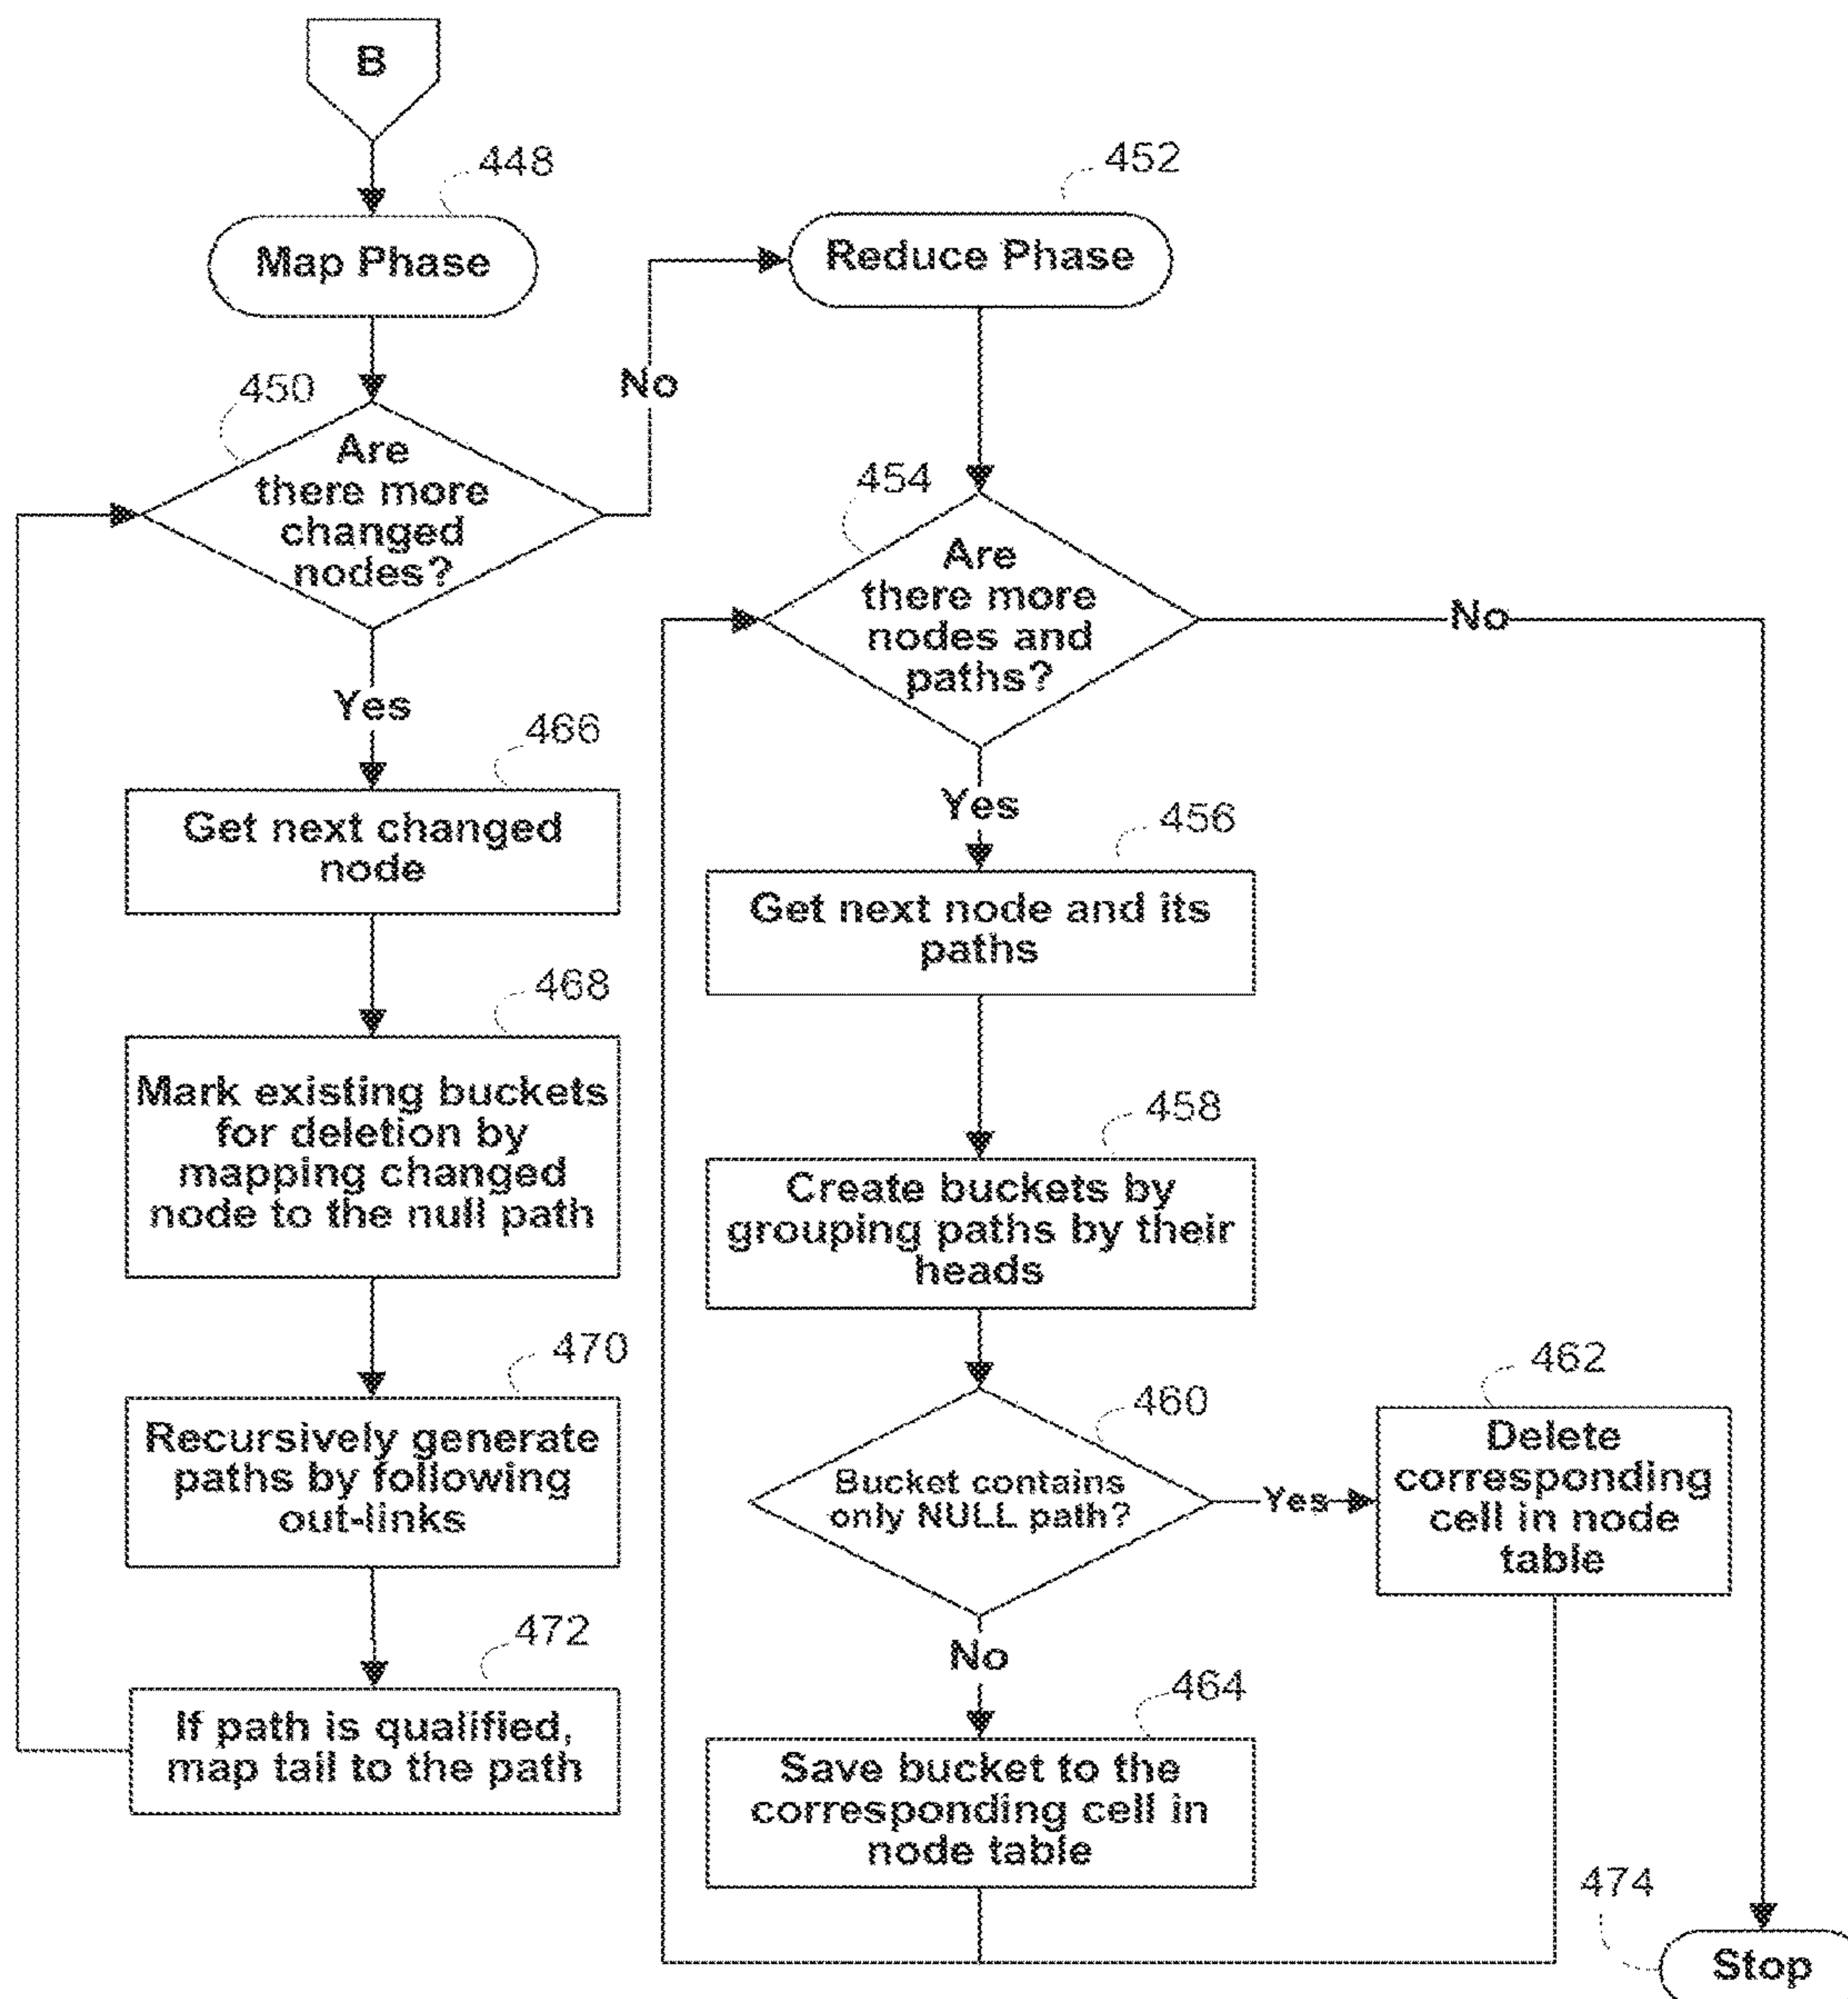 B
448
Map Phase
450
Are
there more
changed
nodes?
No
Yes
466
Get next changed
node
468
Mark existing buckets
for deletion by
mapping changed
node to the null path
470
Recursively generate
paths by following
out-links
472
If path is qualified,
map tail to the path
452
Reduce Phase
454
Are
there more
nodes and
paths?
No
Yes
456
Get next node and its
paths
458
Create buckets by
grouping paths by their
heads
460
Bucket contains
only NULL path?
Yes
462
Delete
corresponding
cell in node
table
No
464
Save bucket to the
corresponding cell in
node table
474
Stop